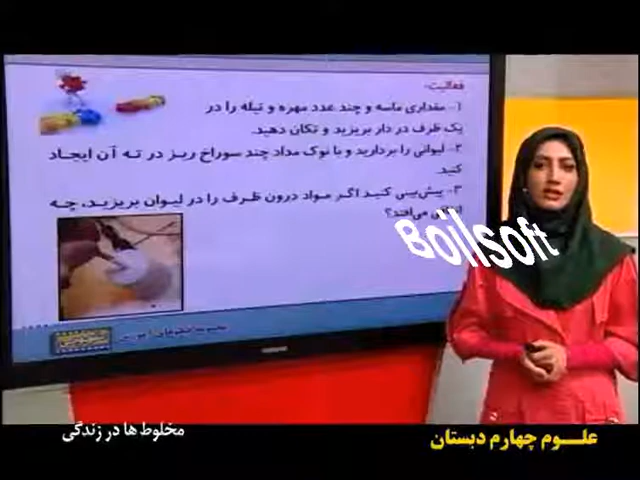 فعالیت:
۱- مقداری ماسه و چند عدد مهره و تیله را در
یک ظرف در دار بریزید و تکان دهید.
۲- لیوانی را بردارید و با نوک مداد چند سوراخ ریز در ته آن ایجاد
کنید.
۳- پیش‌بینی کنید اگر مواد درون ظرف را در لیوان بریزید، چه
می‌افتد؟
Boilsoft
علوم چهارم دبستان
مخلوط ها در زندگی